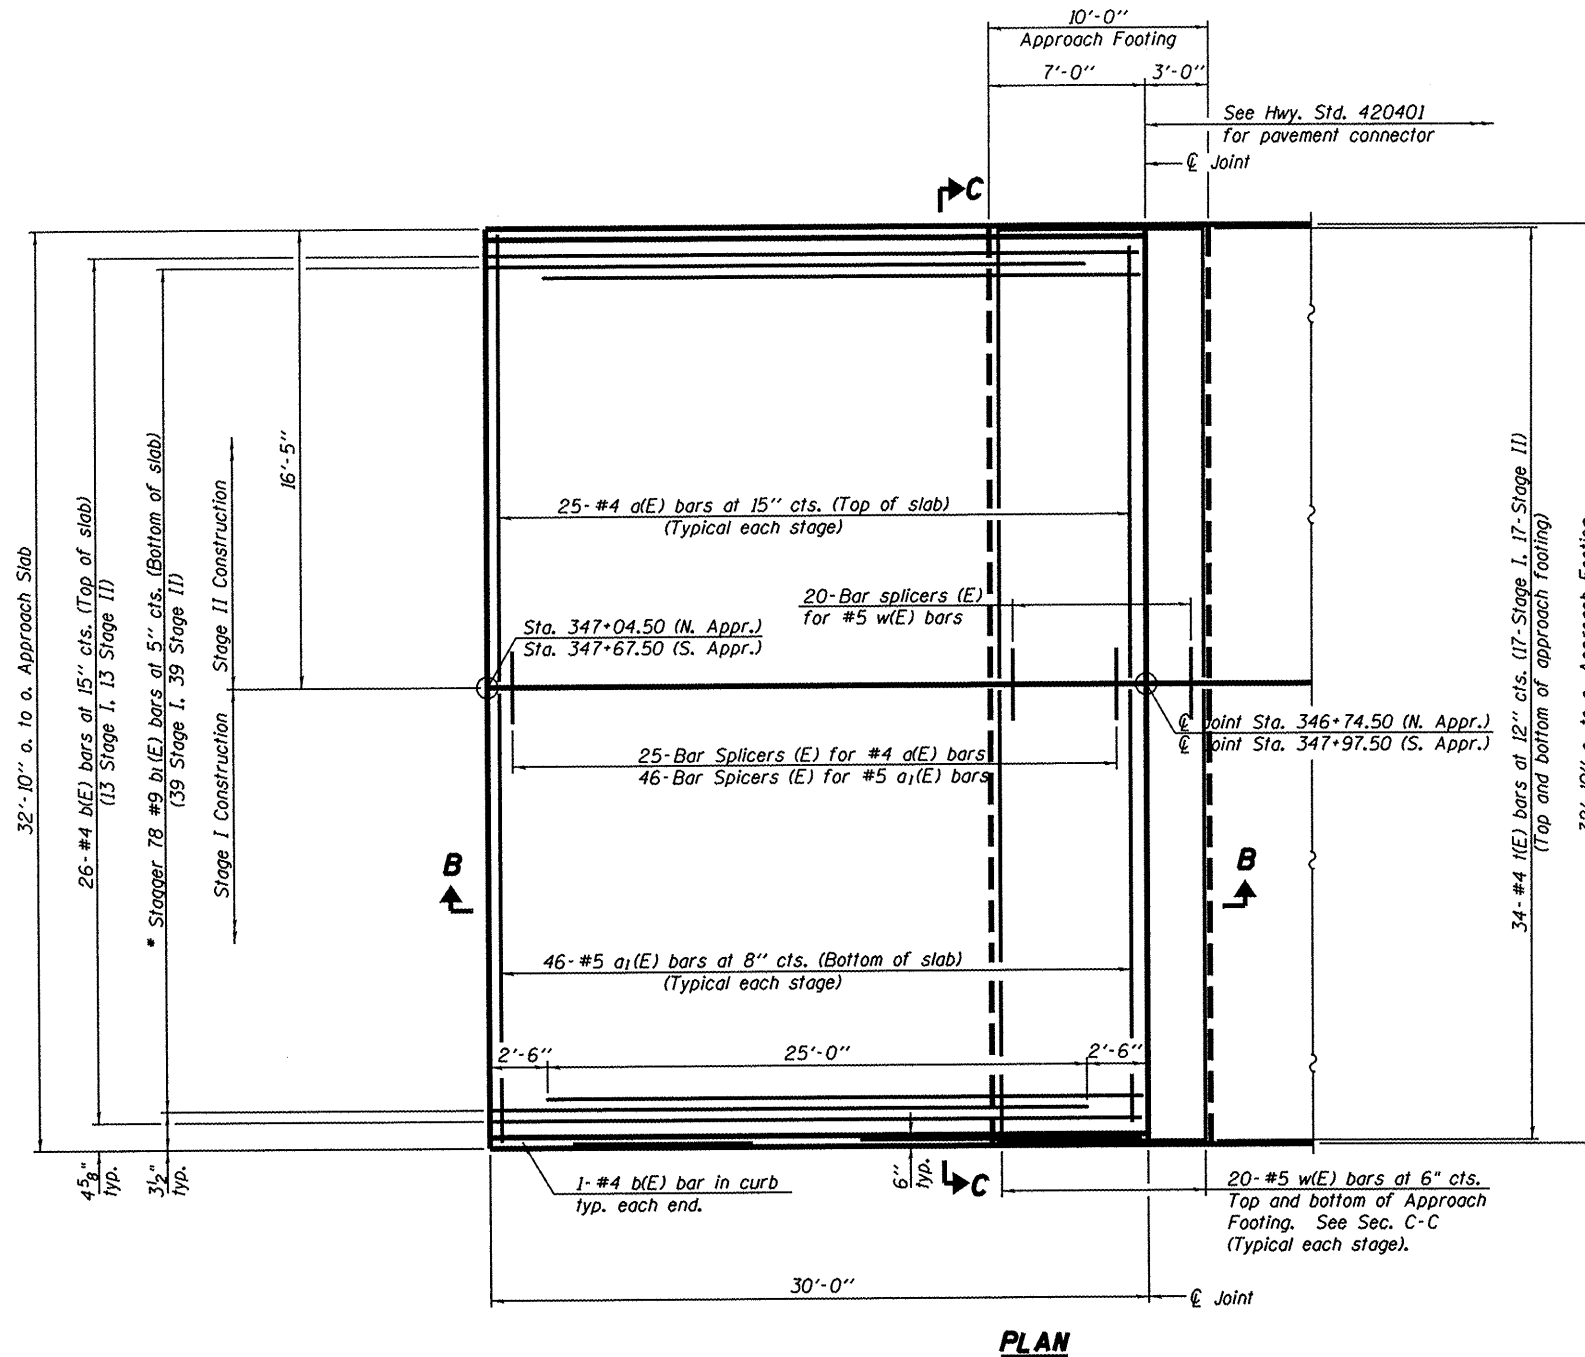 10'-0"
Approach Footing
7'-0"
3'-0"
See Hwy. Std. 420401
for pavement connector
℄ Joint
C
32'-10" o. to o. Approach Slab
26-#4 b(E) bars at 15" cts. (Top of slab)
(13 Stage I, 13 Stage II)
* Stagger 78 #9 b1(E) bars at 5" cts. (Bottom of slab)
(39 Stage I, 39 Stage II)
Stage II Construction
Stage I Construction
16'-5"
25-#4 a(E) bars at 15" cts. (Top of slab)
(Typical each stage)
20-Bar splicers (E)
for #5 w(E) bars
Sta. 347+04.50 (N. Appr.)
Sta. 347+67.50 (S. Appr.)
℄ Joint Sta. 346+74.50 (N. Appr.)
℄ Joint Sta. 347+97.50 (S. Appr.)
25-Bar Splicers (E) for #4 a(E) bars
46-Bar Spicers (E) for #5 a1(E) bars
34-#4 t(E) bars at 12" cts. (17-Stage I, 17-Stage II)
(Top and bottom of approach footing)
B
B
46-#5 a1(E) bars at 8" cts. (Bottom of slab)
(Typical each stage)
2'-6"
25'-0"
2'-6"
4 5/8"
typ.
3 1/2"
typ.
1-#4 b(E) bar in curb
typ. each end.
6"
typ.
C
20-#5 w(E) bars at 6" cts.
Top and bottom of Approach
Footing. See Sec. C-C
(Typical each stage).
30'-0"
℄ Joint
PLAN